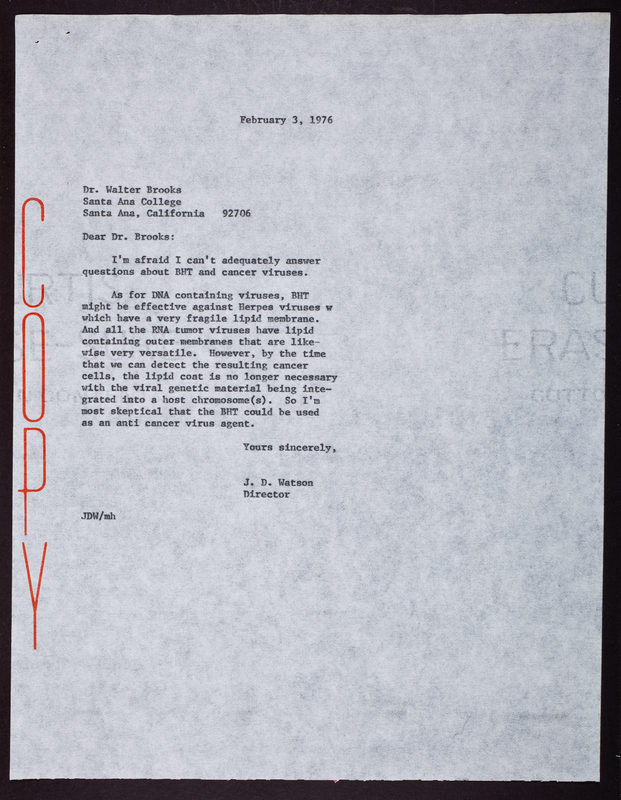 February 3, 1976
Dr. Walter Brooks
Santa Ana College
Santa Ana, California 92706
Dear Dr. Brooks:
I'm afraid I can't adequately answer
questions about BHT and cancer viruses.
As for DNA containing viruses, BHT
might be effective against Herpes viruses w
which have a very fragile lipid membrane.
And all the RNA tumor viruses have lipid
containing outer membranes that are like-
wise very versatile. However, by the time
that we can detect the resulting cancer
cells, the lipid coat is no longer necessary
with the viral genetic material being inte-
grated into a host chromosome(s). So I'm
most skeptical that the BHT could be used
as an anti cancer virus agent.
Yours sincerely,
J. D. Watson
Director
JDW/mh
COPY
CU
ERAS
COTTO